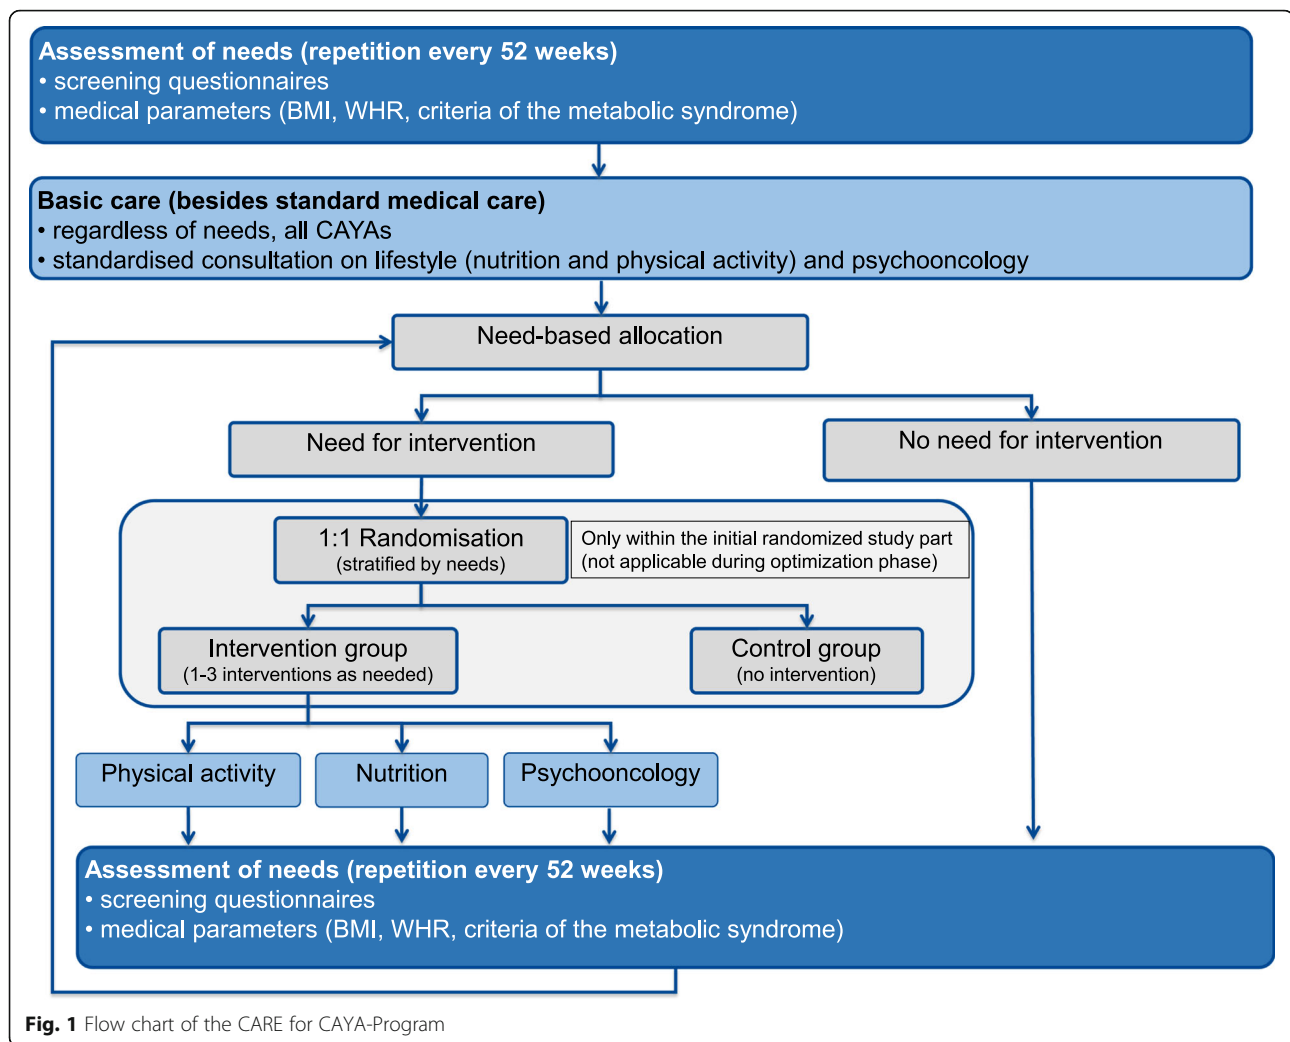 Assessment of needs (repetition every 52 weeks)
• screening questionnaires
• medical parameters (BMI, WHR, criteria of the metabolic syndrome)
Basic care (besides standard medical care)
• regardless of needs, all CAYAs
• standardised consultation on lifestyle (nutrition and physical activity) and psychooncology
Need-based allocation
Need for intervention
No need for intervention
1:1 Randomisation
(stratified by needs)
Only within the initial randomized study part
(not applicable during optimization phase)
Intervention group
(1-3 interventions as needed)
Control group
(no intervention)
Physical activity
Nutrition
Psychooncology
Assessment of needs (repetition every 52 weeks)
• screening questionnaires
• medical parameters (BMI, WHR, criteria of the metabolic syndrome)
Fig. 1 Flow chart of the CARE for CAYA-Program